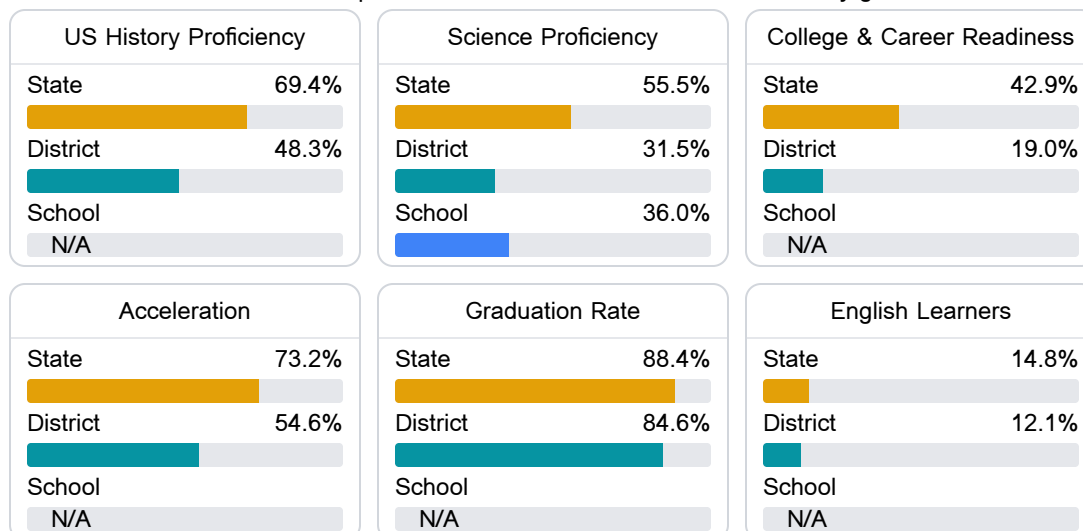 US History Proficiency
State 69.4%
District 48.3%
School
N/A
Science Proficiency
State 55.5%
District 31.5%
School 36.0%
College & Career Readiness
State 42.9%
District 19.0%
School
N/A
Acceleration
State 73.2%
District 54.6%
School
N/A
Graduation Rate
State 88.4%
District 84.6%
School
N/A
English Learners
State 14.8%
District 12.1%
School
N/A